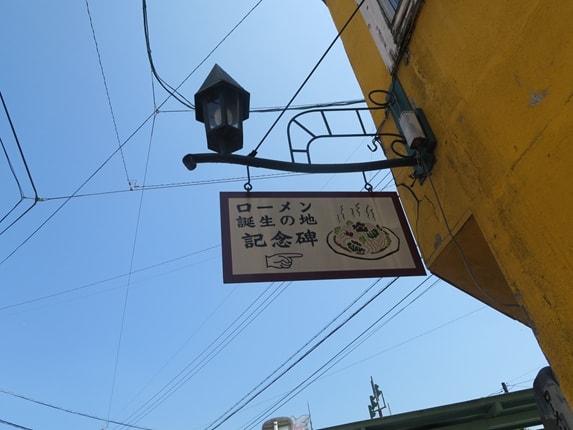 ローメン
誕生の地
記念碑